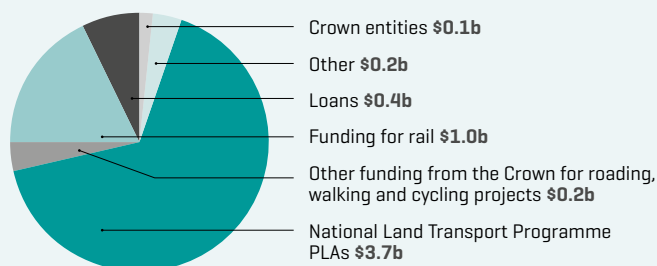 Crown entities $0.1b
Other $0.2b
Loans $0.4b
Funding for rail $1.0b
Other funding from the Crown for roading,
walking and cycling projects $0.2b
National Land Transport Programme
PLAs $3.7b